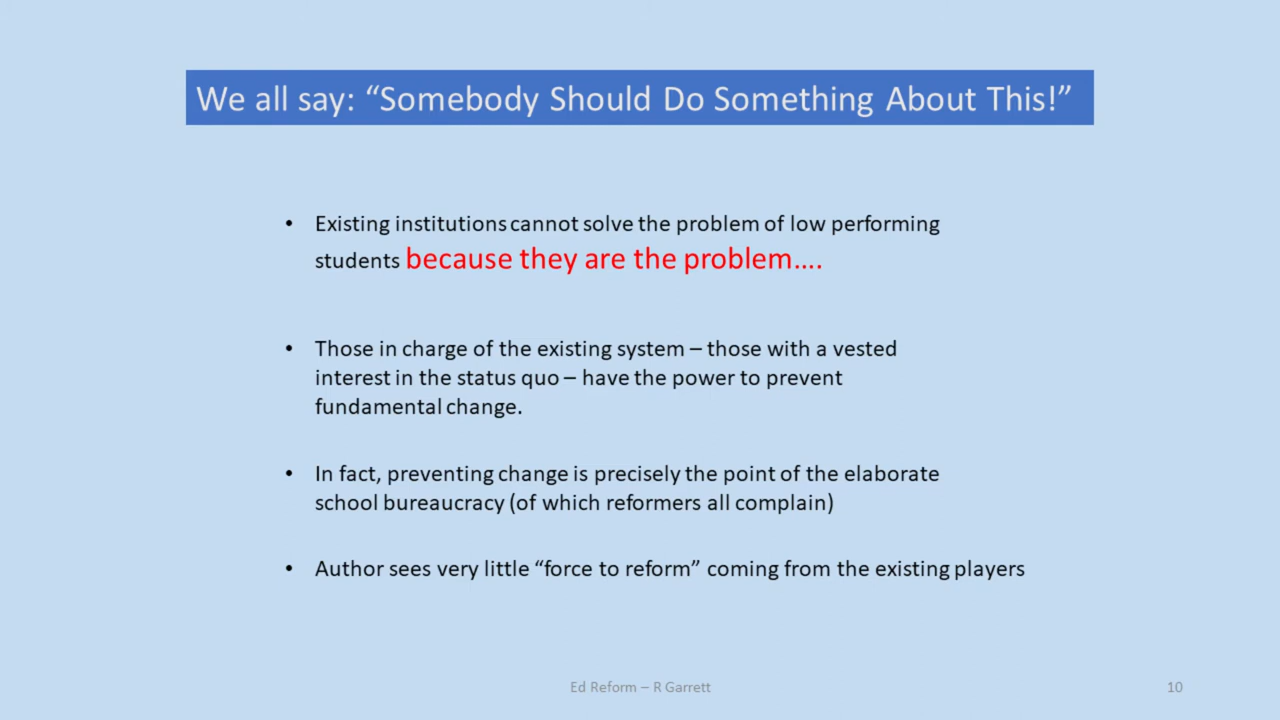 We all say: “Somebody Should Do Something About This!”
• Existing institutions cannot solve the problem of low performing
students because they are the problem….
• Those in charge of the existing system – those with a vested
interest in the status quo – have the power to prevent
fundamental change.
• In fact, preventing change is precisely the point of the elaborate
school bureaucracy (of which reformers all complain)
• Author sees very little “force to reform” coming from the existing players
Ed Reform – R Garrett
10